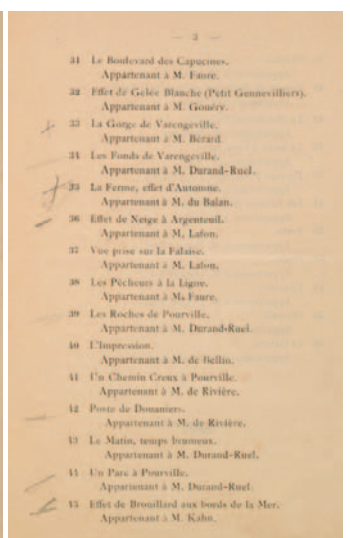 — 3 —
31 Le Boulevard des Capucines.
Appartenant à M. Faure.
32 Effet de Gelée Blanche (Petit Gennevilliers).
Appartenant à M. Gouëry.
33 La Gorge de Varengeville.
Appartenant à M. Bérard.
34 Les Fonds de Varengeville.
Appartenant à M. Durand-Ruel.
35 La Ferme, effet d'Automne.
Appartenant à M. du Balan.
36 Effet de Neige à Argenteuil.
Appartenant à M. Lafon.
37 Vue prise sur la Falaise.
Appartenant à M. Lafon.
38 Les Pêcheurs à la Ligne.
Appartenant à M. Faure.
39 Les Roches de Pourville.
Appartenant à M. Durand-Ruel.
40 L'Impression.
Appartenant à M. de Bellio.
41 Un Chemin Creux à Pourville.
Appartenant à M. de Rivière.
42 Poste de Douaniers.
Appartenant à M. de Rivière.
43 Le Matin, temps brumeux.
Appartenant à M. Durand-Ruel.
44 Un Parc à Pourville.
Appartenant à M. Durand-Ruel.
45 Effet de Brouillard aux bords de la Mer.
Appartenant à M. Kahn.